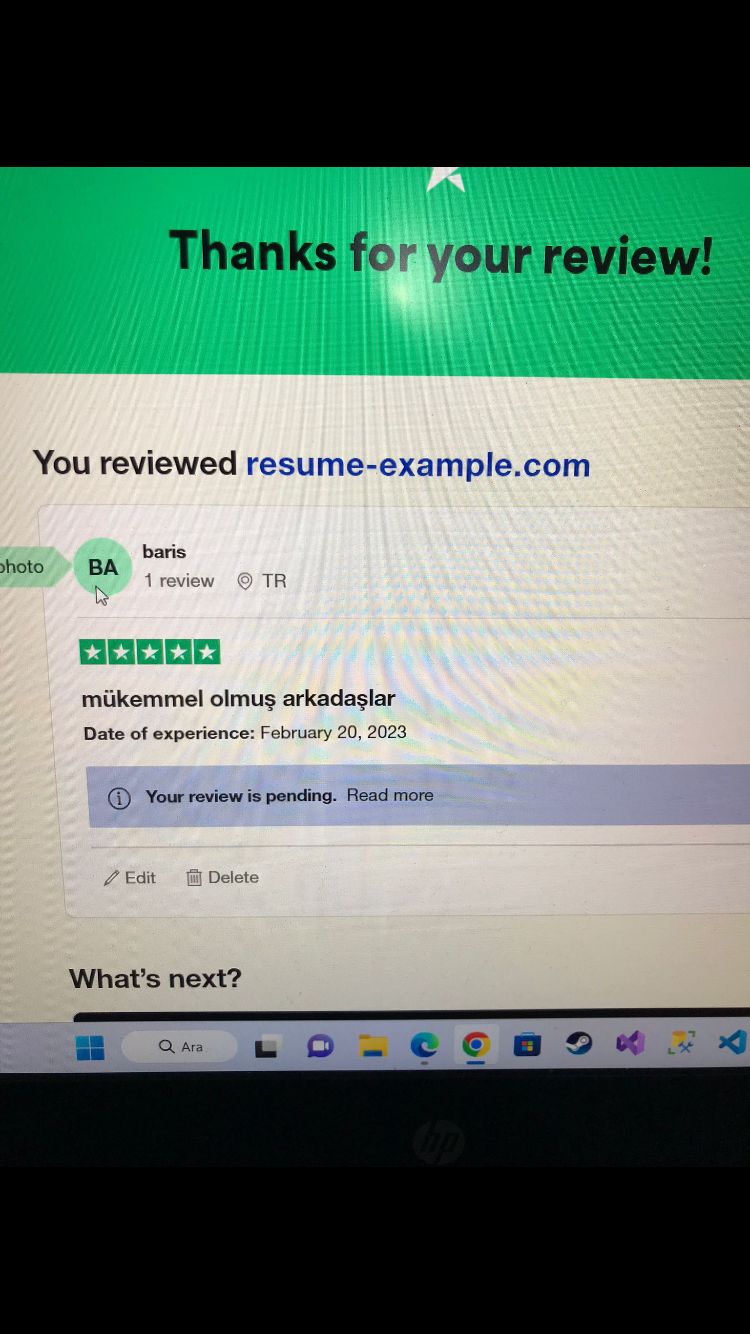 Thanks for your review!
You reviewed resume-example.com
photo
BA
baris
1 review TR
mükemmel olmuş arkadaşlar
Date of experience: February 20, 2023
Your review is pending. Read more
Edit Delete
What's next?
Ara
hp